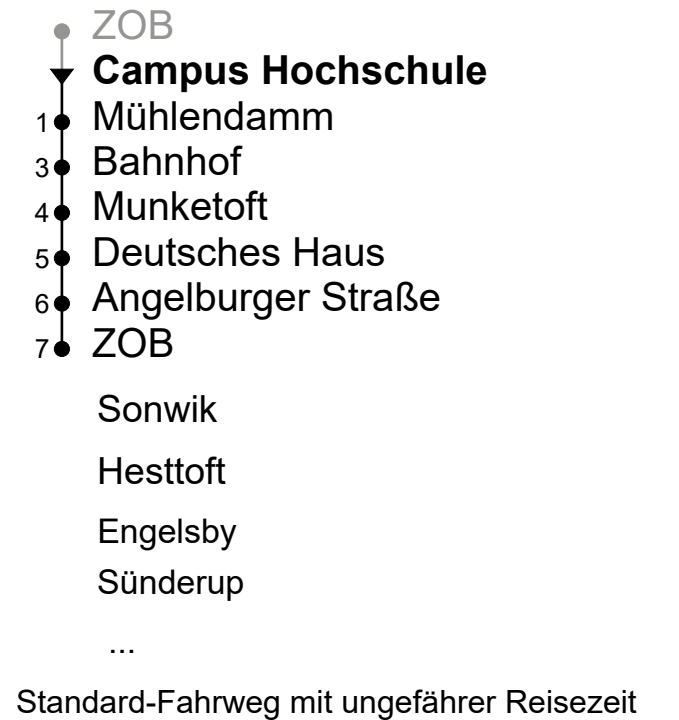 ZOB
Campus Hochschule
1 Mühlendamm
3 Bahnhof
4 Munketoft
5 Deutsches Haus
6 Angelburger Straße
7 ZOB
Sonwik
Hesttoft
Engelsby
Sünderup
...
Standard-Fahrweg mit ungefährer Reisezeit